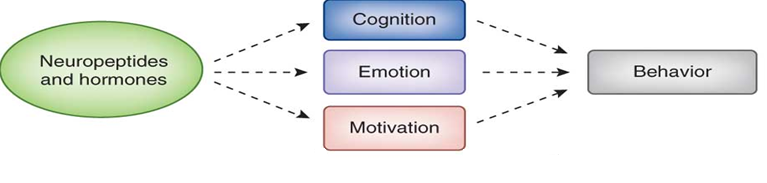 Neuropeptides
and hormones
Cognition
Emotion
Motivation
Behavior